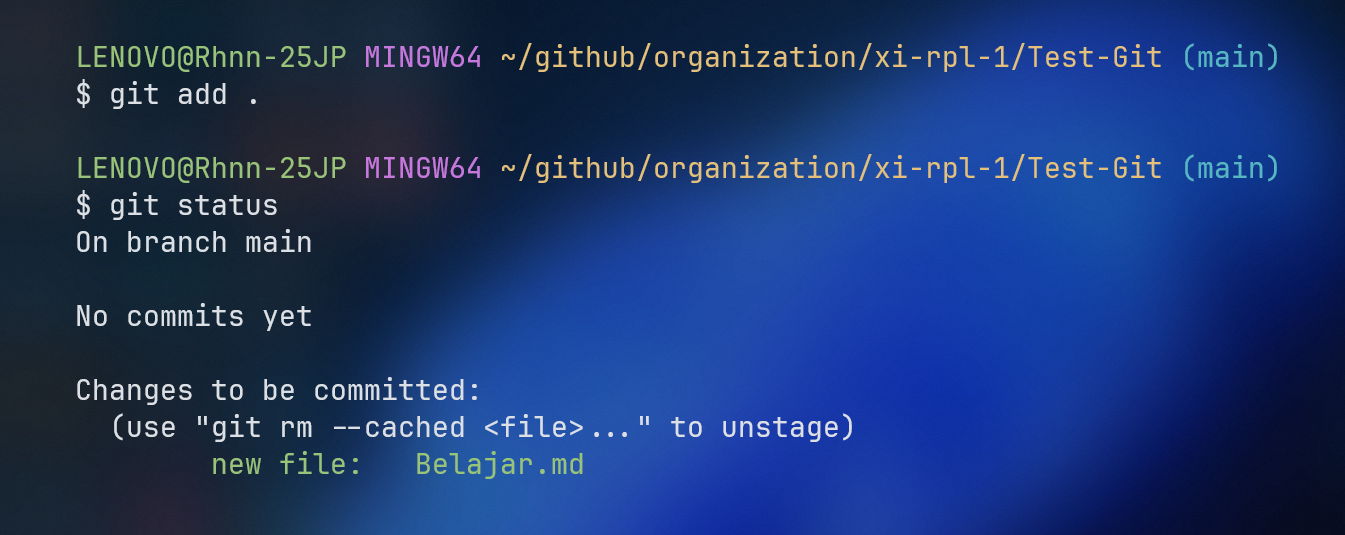 LENOVO@Rhnn-25JP MINGW64 ~/github/organization/xi-rpl-1/Test-Git (main)
$ git add .
LENOVO@Rhnn-25JP MINGW64 ~/github/organization/xi-rpl-1/Test-Git (main)
$ git status
On branch main
No commits yet
Changes to be committed:
  (use "git rm --cached <file>..." to unstage)
        new file:   Belajar.md